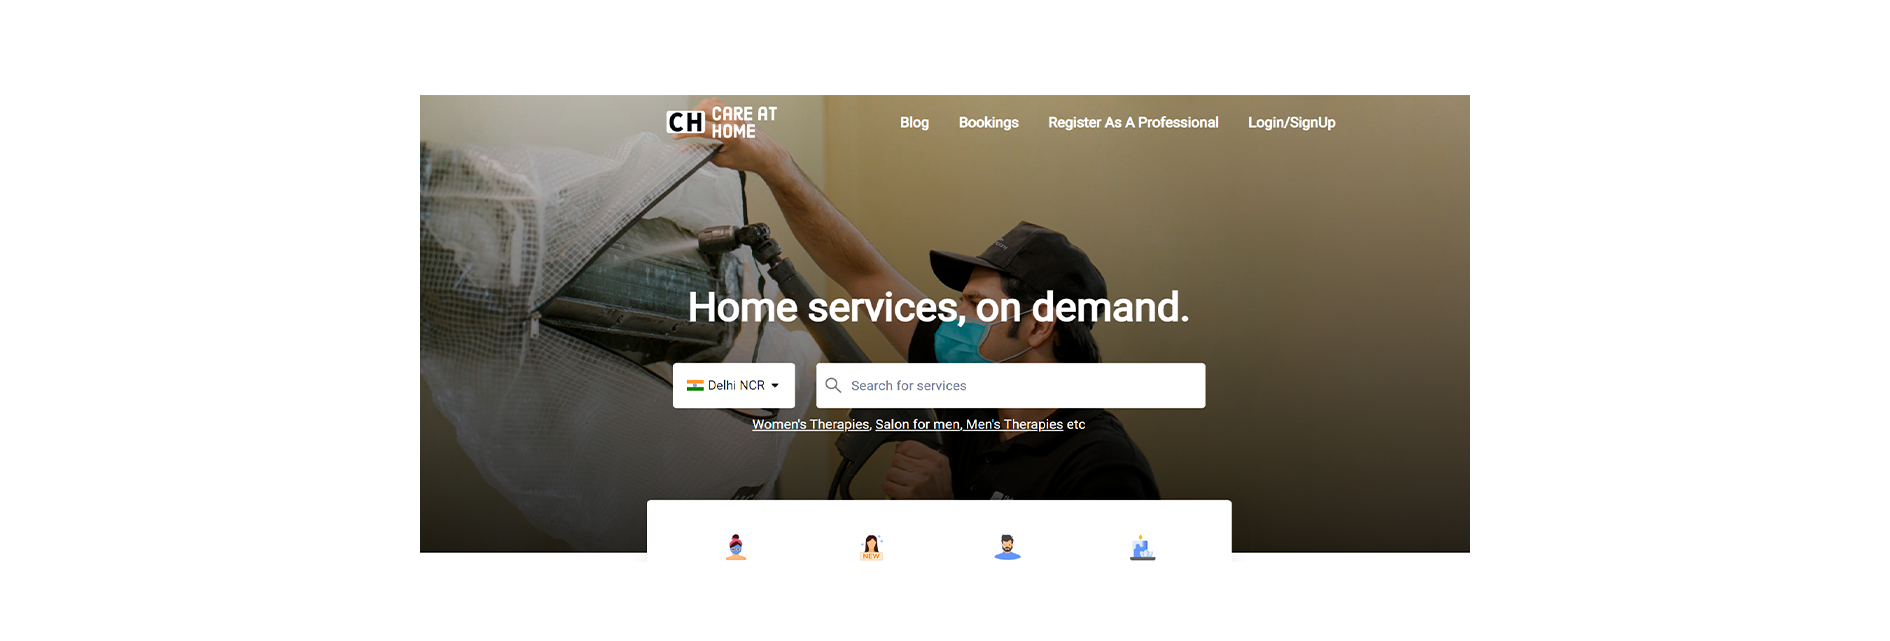 CH CARE AT
HOME
Blog Bookings Register As A Professional Login/SignUp
Home services, on demand.
Delhi NCR Search for services
Women's Therapies, Salon for men, Men's Therapies etc
NEW